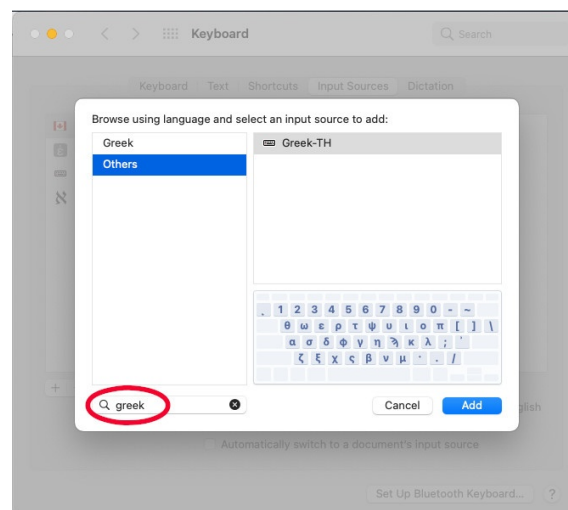 Keyboard
Search
Keyboard Text Shortcuts Input Sources Dictation
Browse using language and select an input source to add:
Greek
Greek-TH
Others
1 2 3 4 5 6 7 8 9 0 - ~
θ ω ε ρ τ ψ υ ι ο π [ ] \
α σ δ φ γ η ϡ κ λ ; '
ζ ξ χ ς β ν μ · . /
greek
Cancel
Add
glish
Automatically switch to a document's input source
Set Up Bluetooth Keyboard...
?